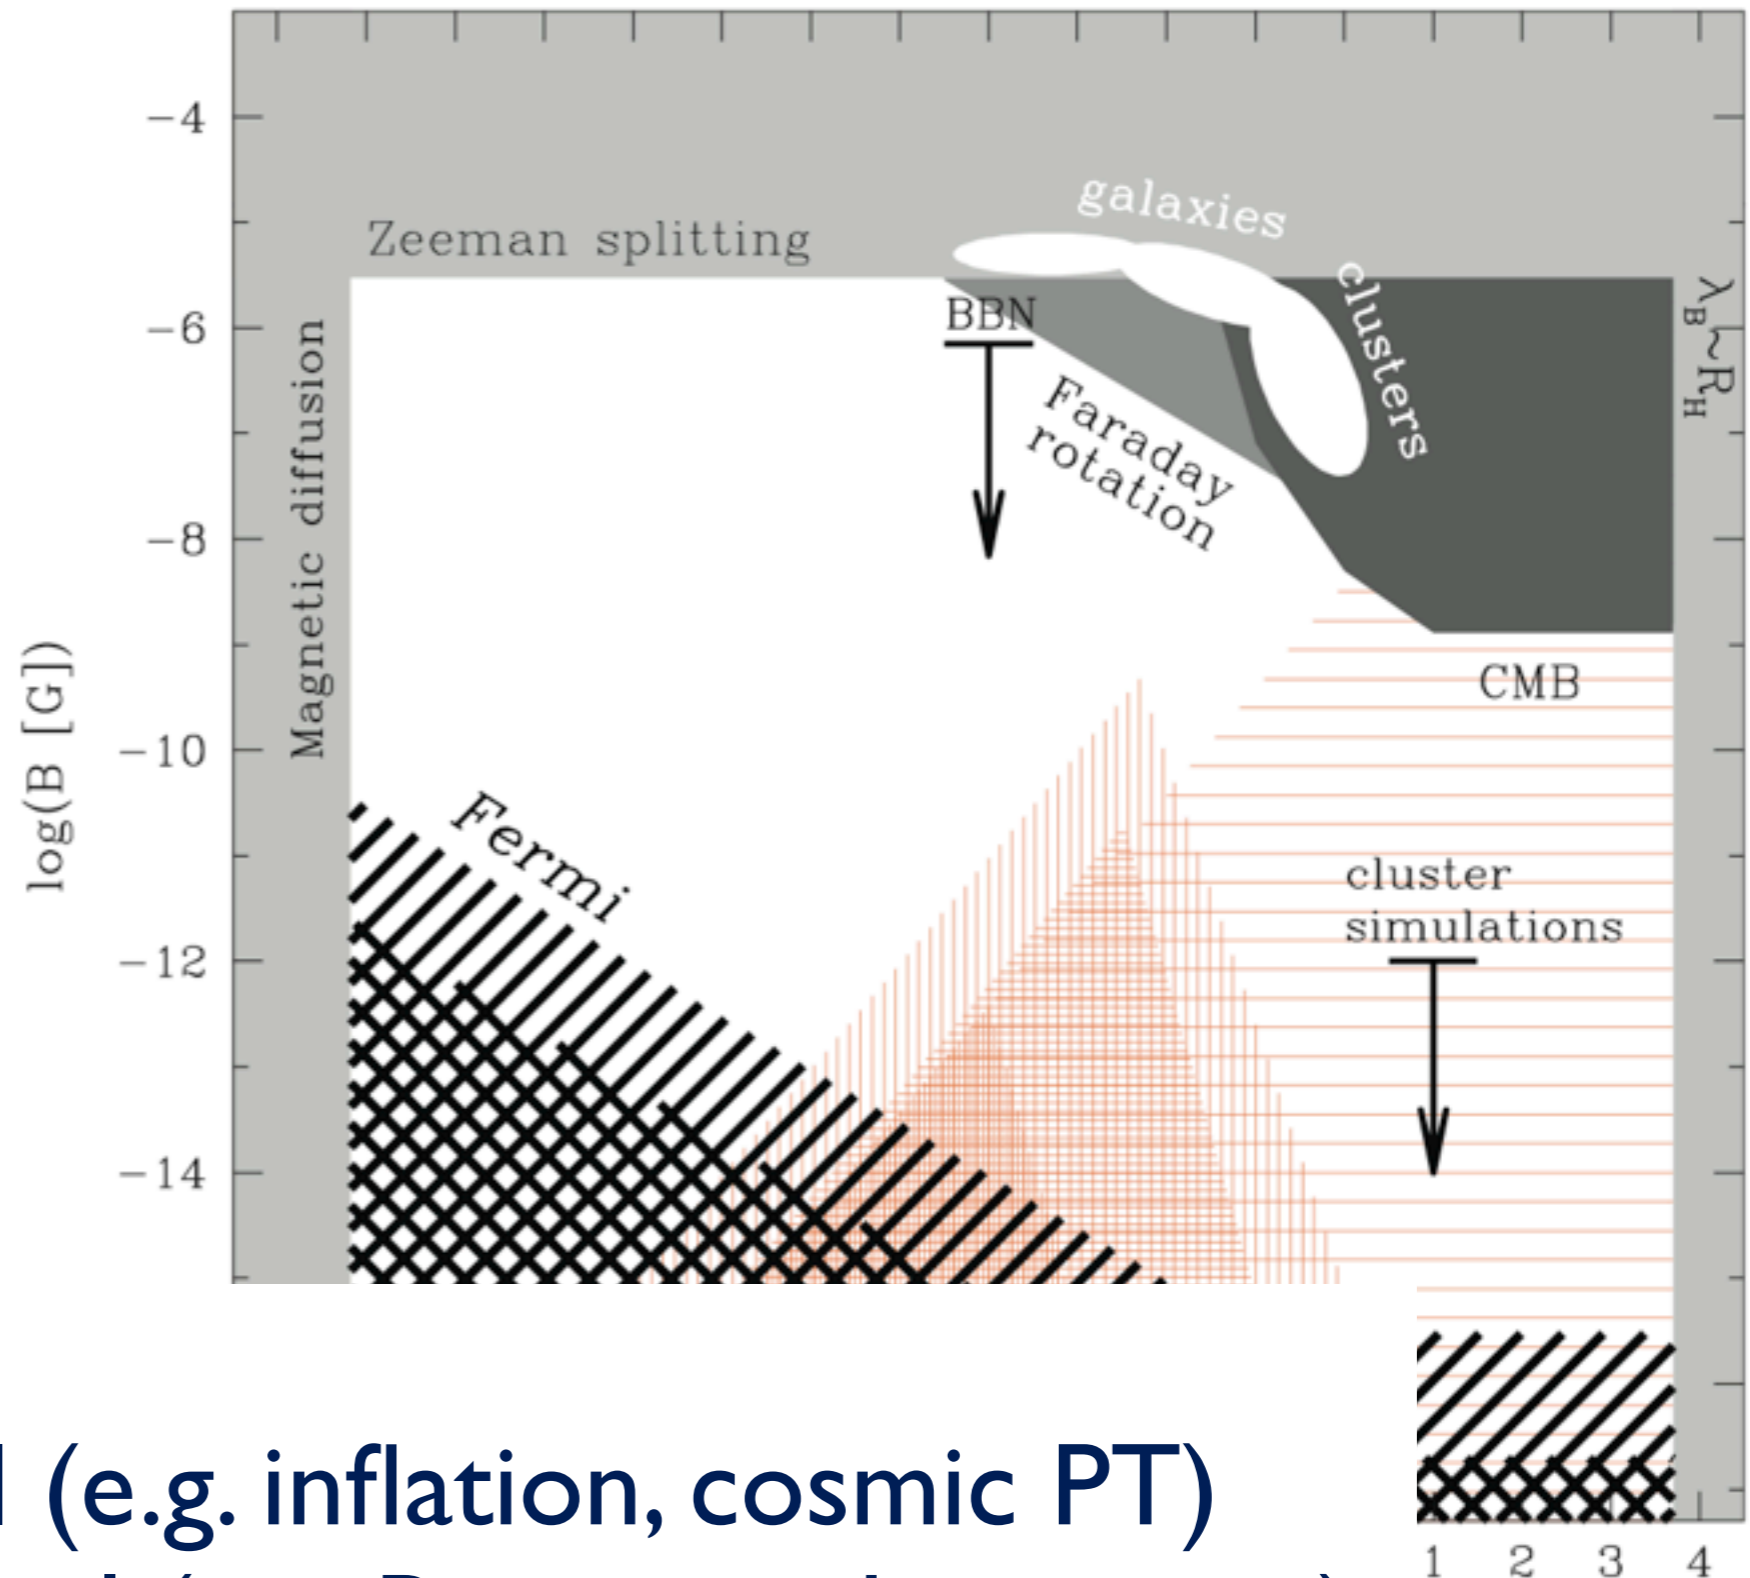 -4
galaxies
Zeeman splitting
clusters
BBN
-6
λB~RH
Magnetic diffusion
Faraday
rotation
-8
log(B [G])
CMB
-10
Fermi
cluster
simulations
-12
-14
(e.g. inflation, cosmic PT)
1 2 3 4